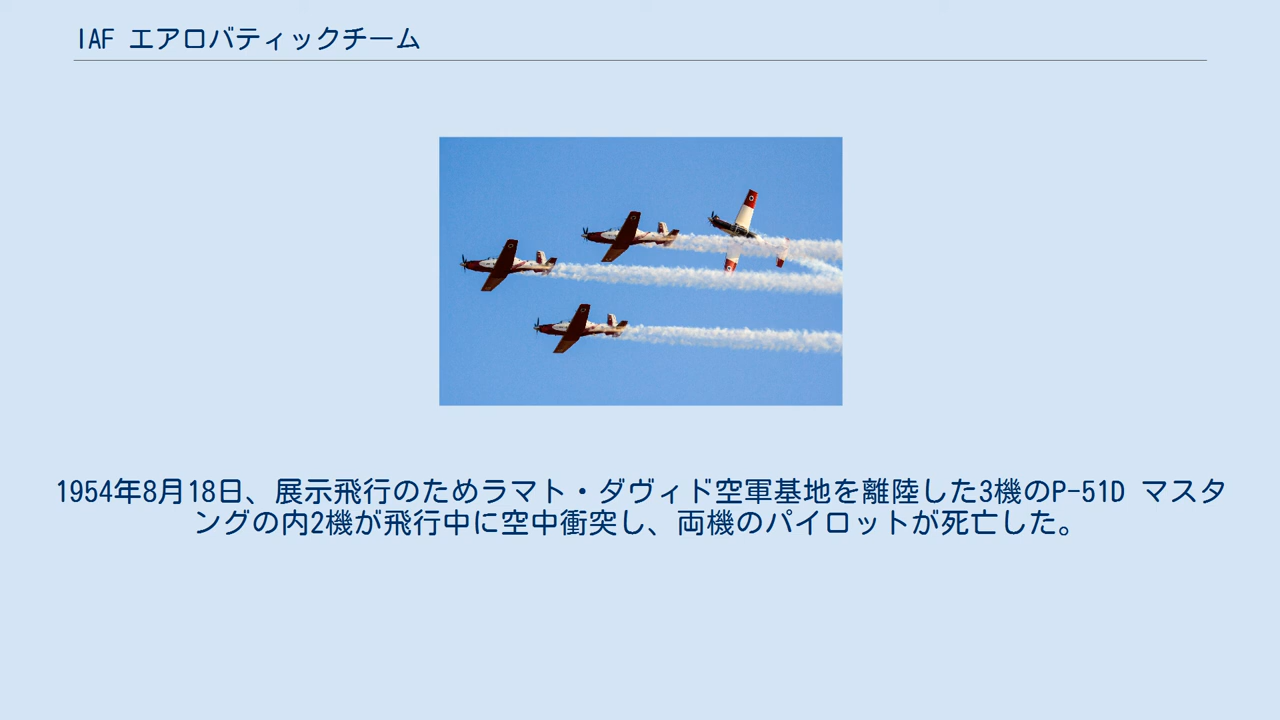 IAF エアロバティックチーム
1954年8月18日、展示飛行のためラマト・ダヴィド空軍基地を離陸した3機のP-51D マスタ
ングの内2機が飛行中に空中衝突し、両機のパイロットが死亡した。